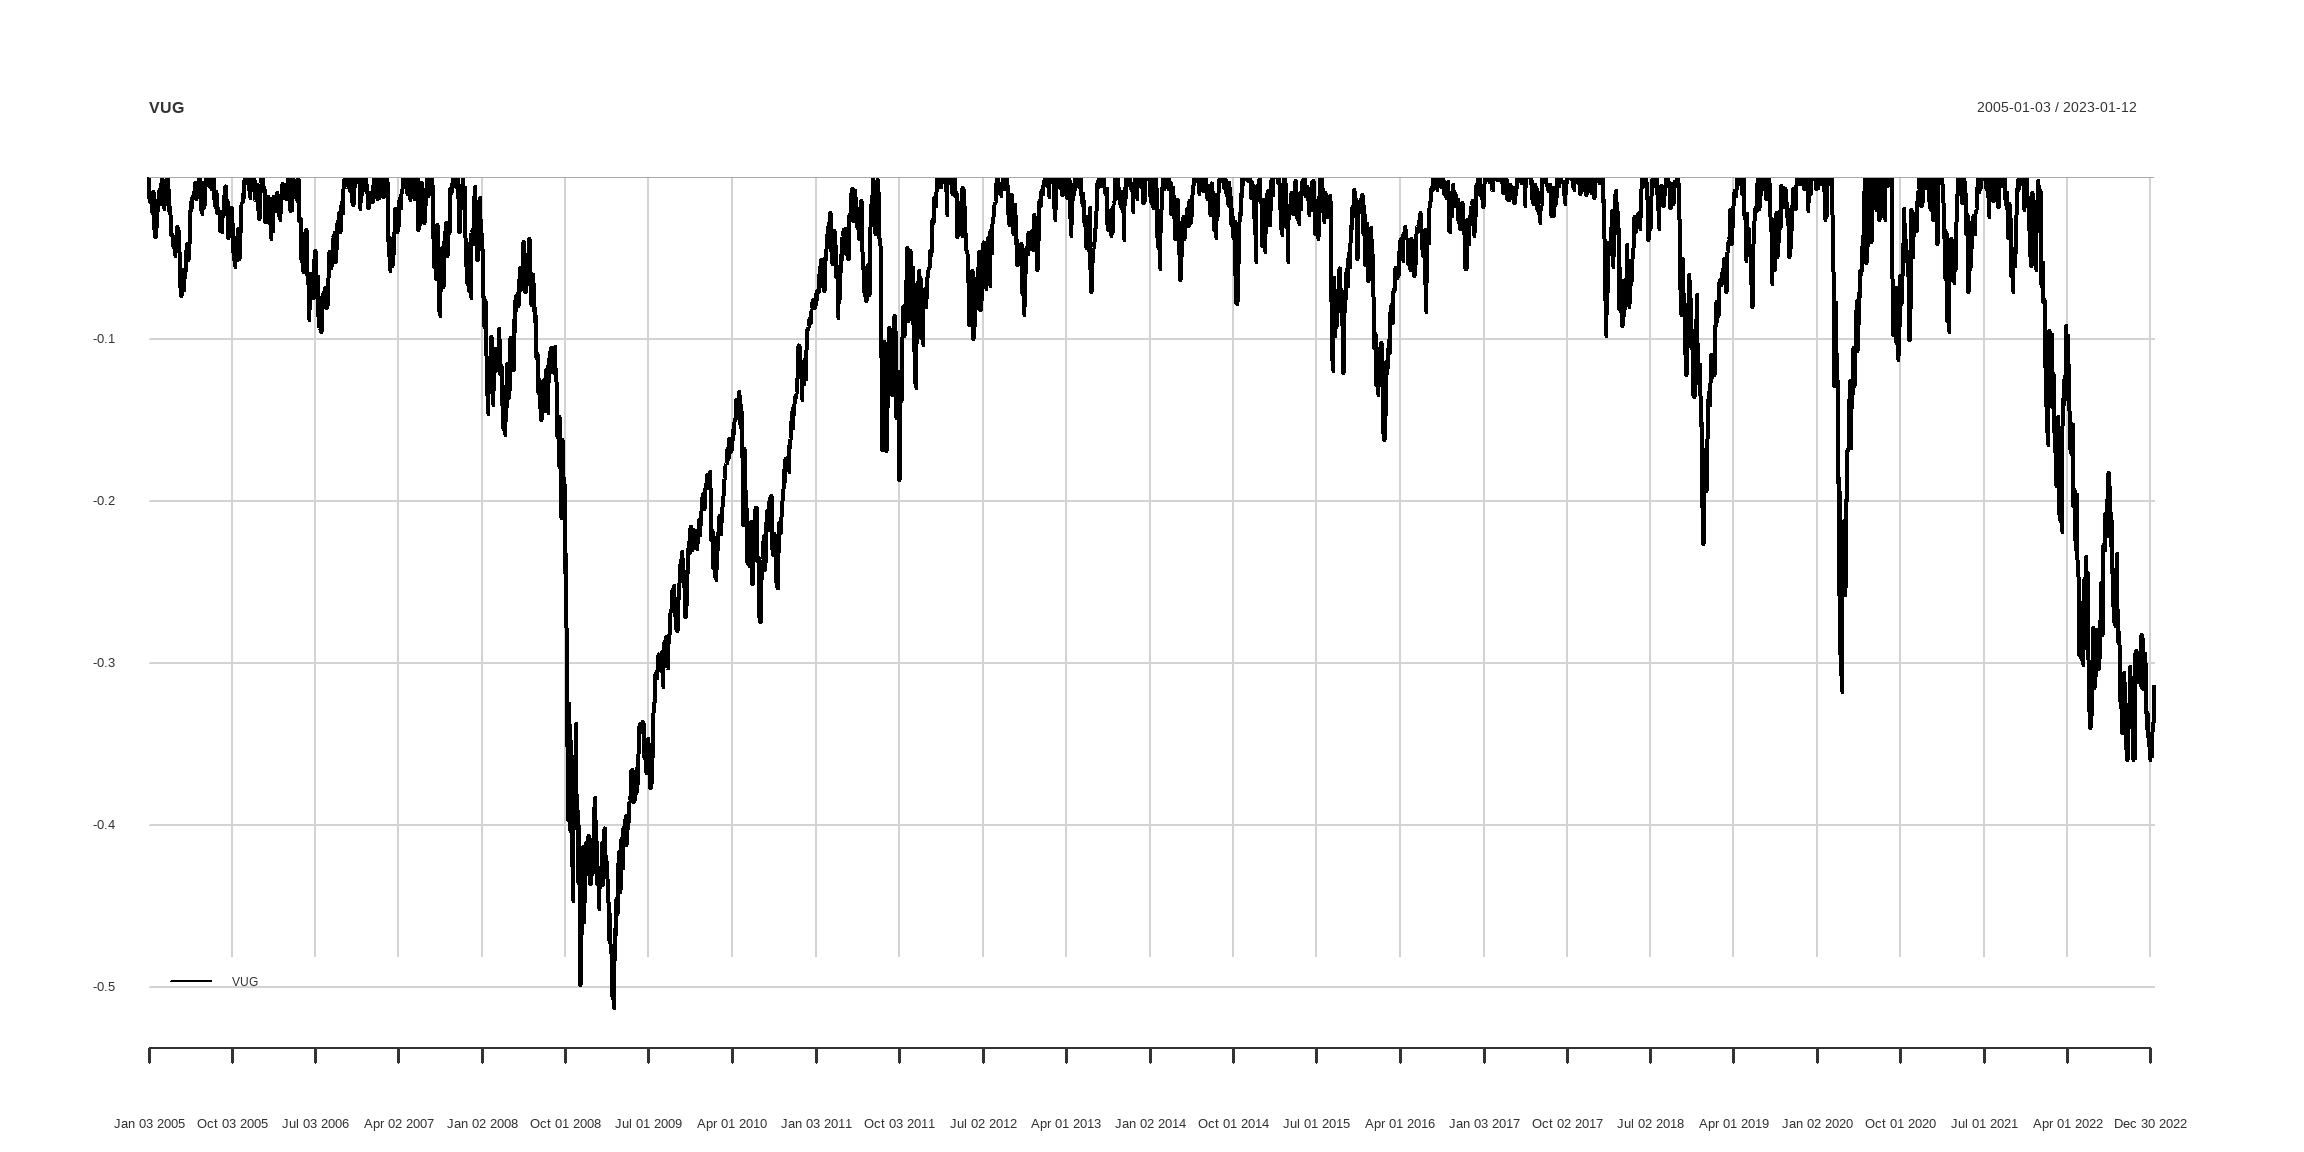 VUG
2005-01-03 / 2023-01-12
-0.1
-0.2
-0.3
-0.4
-0.5
VUG
Jan 03 2005 Oct 03 2005 Jul 03 2006 Apr 02 2007 Jan 02 2008 Oct 01 2008 Jul 01 2009 Apr 01 2010 Jan 03 2011 Oct 03 2011 Jul 02 2012 Apr 01 2013 Jan 02 2014 Oct 01 2014 Jul 01 2015 Apr 01 2016 Jan 03 2017 Oct 02 2017 Jul 02 2018 Apr 01 2019 Jan 02 2020 Oct 01 2020 Jul 01 2021 Apr 01 2022 Dec 30 2022